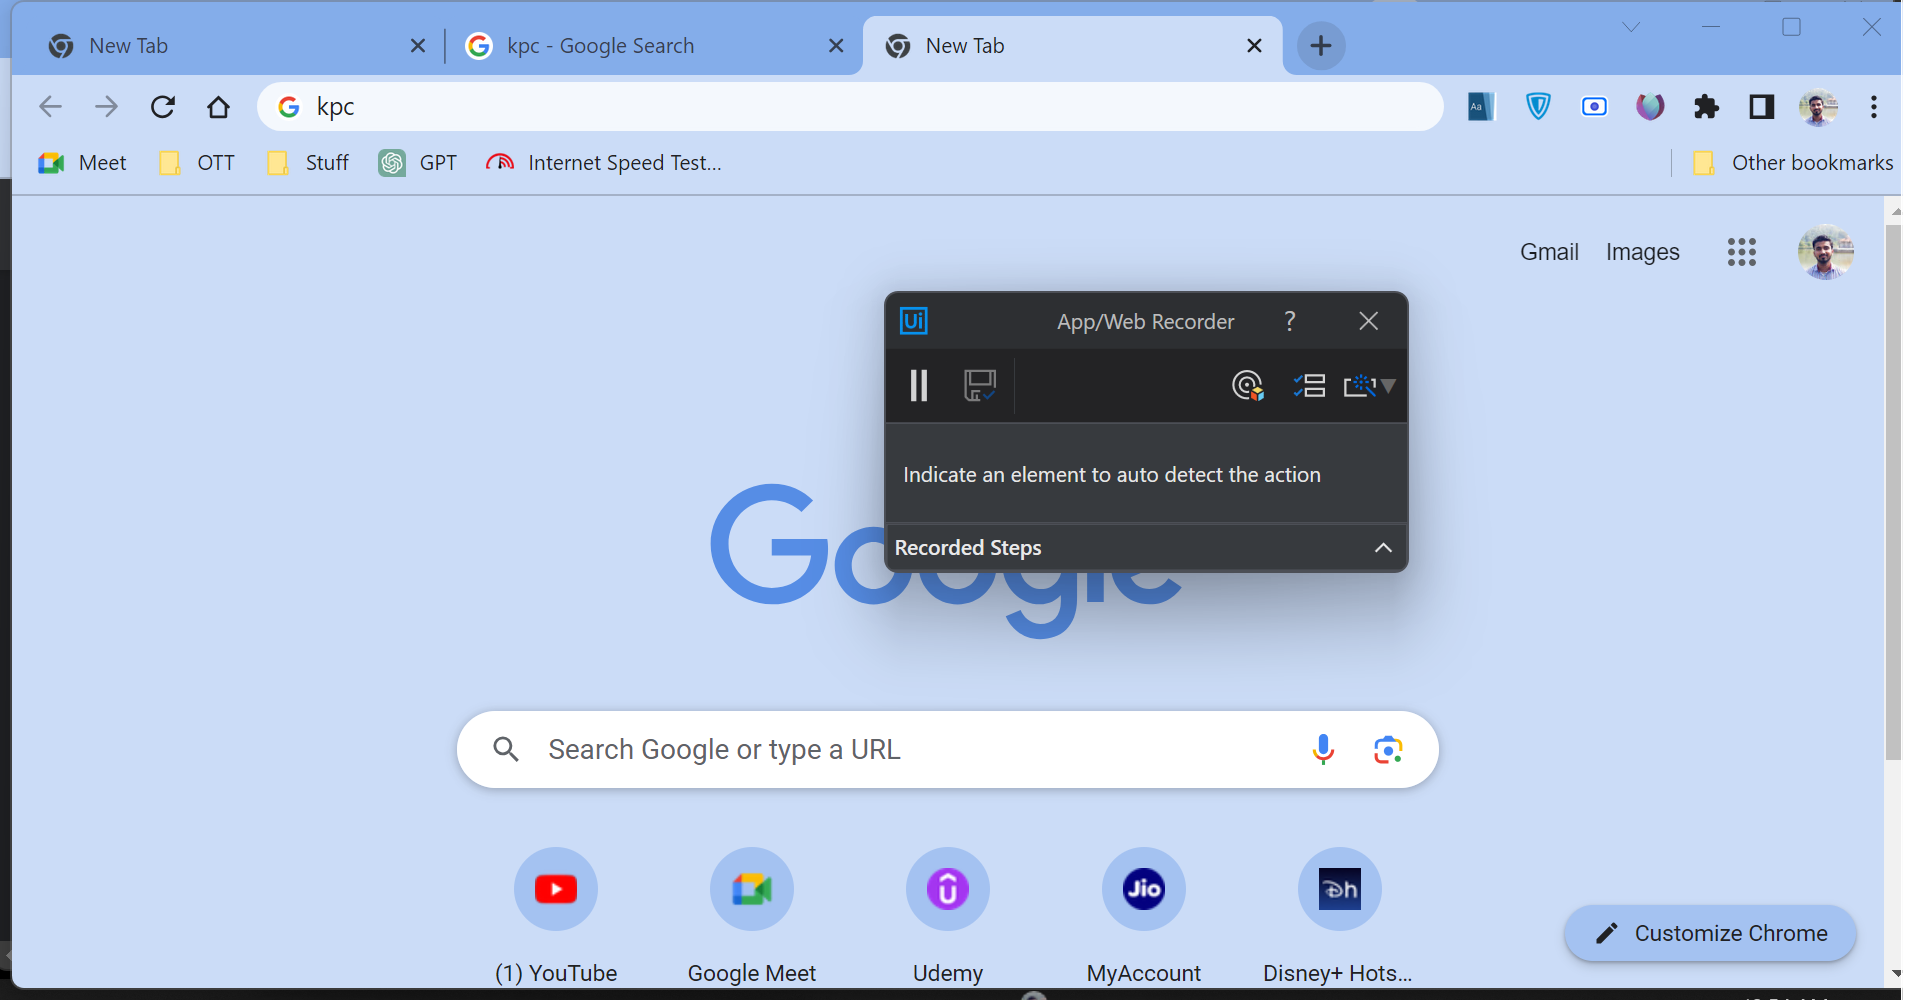 New Tab
kpc - Google Search
New Tab
kpc
Meet
OTT
Stuff
GPT
Internet Speed Test...
Other bookmarks
Gmail
Images
Ui
App/Web Recorder
?
Indicate an element to auto detect the action
Recorded Steps
Search Google or type a URL
Jio
(1) YouTube
Google Meet
Udemy
MyAccount
Disney+ Hots...
Customize Chrome